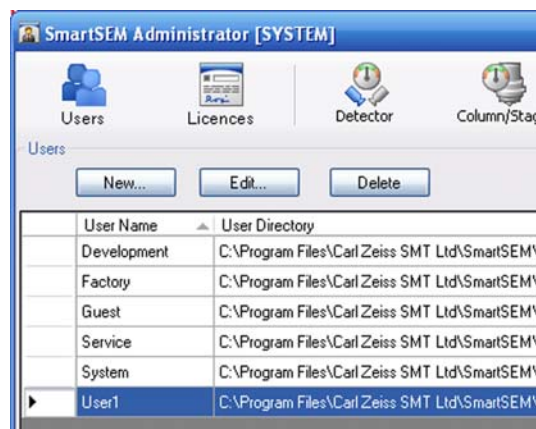 SmartSEM Administrator [SYSTEM]
Users Licences Detector Column/Stag
Users
New... Edit... Delete
User Name User Directory
Development C:\Program Files\Carl Zeiss SMT Ltd\SmartSEM\
Factory C:\Program Files\Carl Zeiss SMT Ltd\SmartSEM\
Guest C:\Program Files\Carl Zeiss SMT Ltd\SmartSEM\
Service C:\Program Files\Carl Zeiss SMT Ltd\SmartSEM\
System C:\Program Files\Carl Zeiss SMT Ltd\SmartSEM\
User1 C:\Program Files\Carl Zeiss SMT Ltd\SmartSEM\